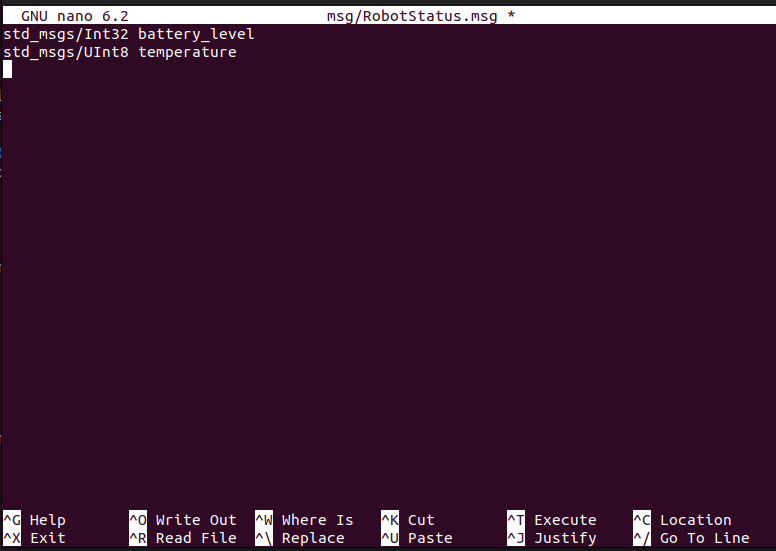 GNU nano 6.2 msg/RobotStatus.msg *
std_msgs/Int32 battery_level
std_msgs/UInt8 temperature
^G Help ^O Write Out ^W Where Is ^K Cut ^T Execute ^C Location
^X Exit ^R Read File ^\ Replace ^U Paste ^J Justify ^/ Go To Line